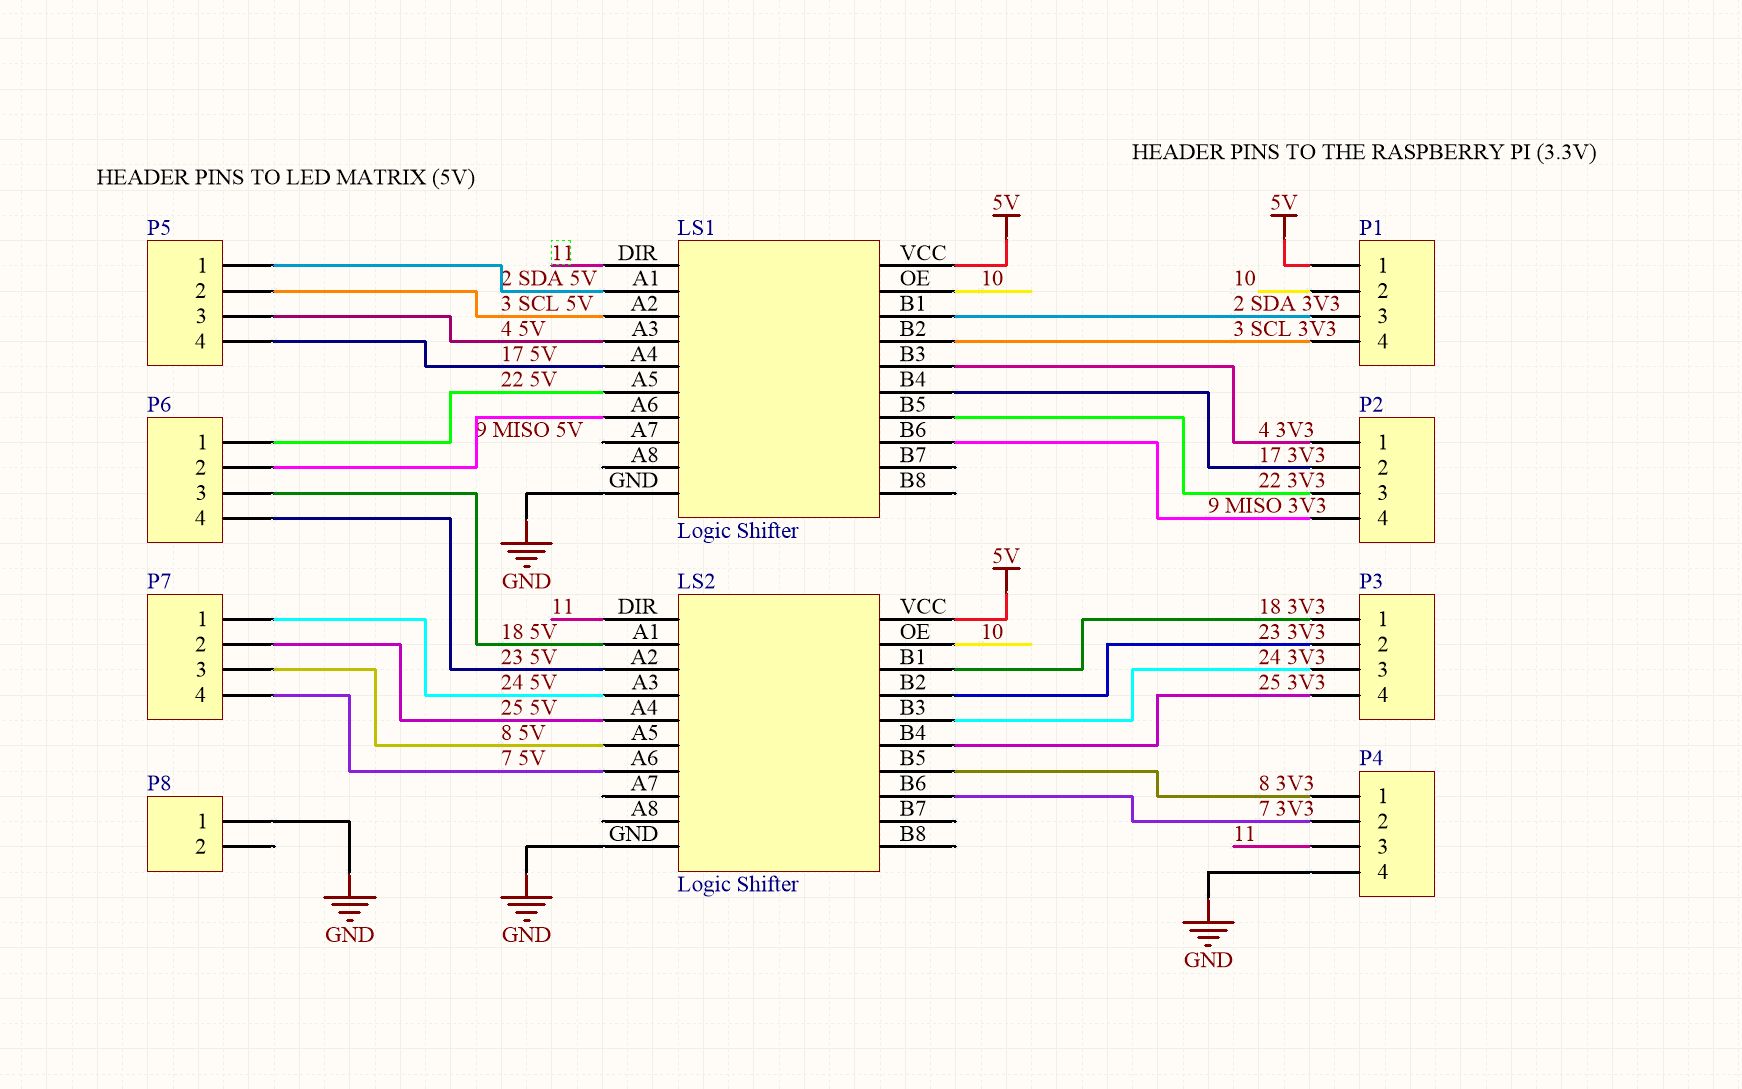 HEADER PINS TO THE RASPBERRY PI (3.3V)
HEADER PINS TO LED MATRIX (5V)
P5
1
2
3
4
P6
1
2
3
4
P7
1
2
3
4
P8
1
2
GND
11
2 SDA 5V
3 SCL 5V
4 5V
17 5V
22 5V
9 MISO 5V
GND
LS1
DIR
A1
A2
A3
A4
A5
A6
A7
A8
GND
VCC
OE
B1
B2
B3
B4
B5
B6
B7
B8
Logic Shifter
5V
10
11
18 5V
23 5V
24 5V
25 5V
8 5V
7 5V
GND
LS2
DIR
A1
A2
A3
A4
A5
A6
A7
A8
GND
VCC
OE
B1
B2
B3
B4
B5
B6
B7
B8
Logic Shifter
5V
10
5V
10
2 SDA 3V3
3 SCL 3V3
P1
1
2
3
4
4 3V3
17 3V3
22 3V3
9 MISO 3V3
P2
1
2
3
4
18 3V3
23 3V3
24 3V3
25 3V3
P3
1
2
3
4
8 3V3
7 3V3
11
P4
1
2
3
4
GND